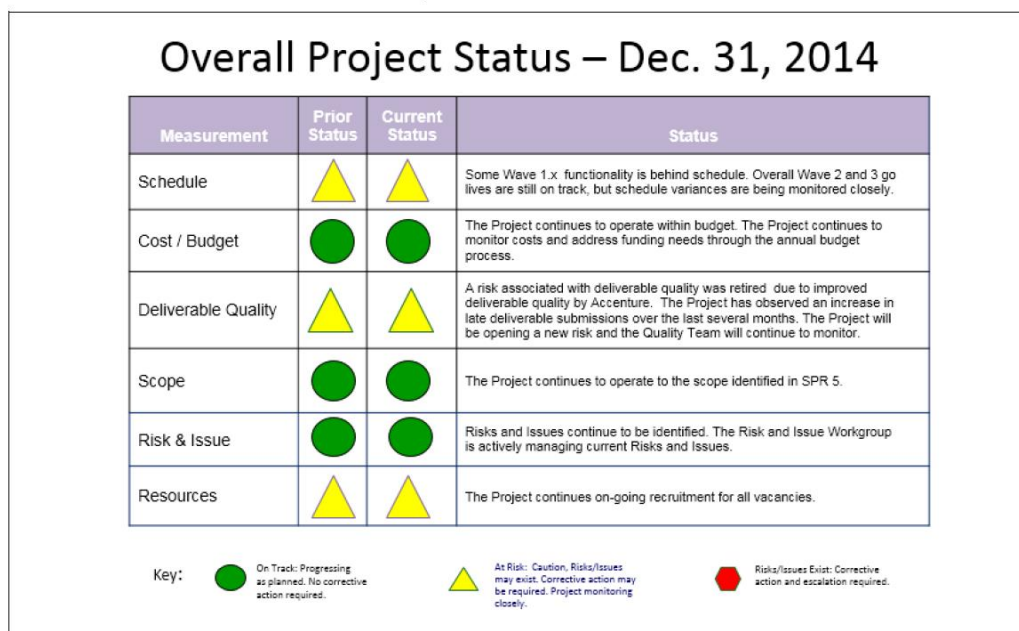 Overall Project Status – Dec. 31, 2014
Measurement
Prior
Status
Current
Status
Status
Schedule
Some Wave 1.x functionality is behind schedule. Overall Wave 2 and 3 go
lives are still on track, but schedule variances are being monitored closely.
Cost / Budget
The Project continues to operate within budget. The Project continues to
monitor costs and address funding needs through the annual budget
process.
Deliverable Quality
A risk associated with deliverable quality was retired due to improved
deliverable quality by Accenture. The Project has observed an increase in
late deliverable submissions over the last several months. The Project will
be opening a new risk and the Quality Team will continue to monitor.
Scope
The Project continues to operate to the scope identified in SPR 5.
Risk & Issue
Risks and Issues continue to be identified. The Risk and Issue Workgroup
is actively managing current Risks and Issues.
Resources
The Project continues on-going recruitment for all vacancies.
Key:
On Track: Progressing
as planned. No corrective
action required.
At Risk: Caution, Risks/Issues
may exist. Corrective action may
be required. Project monitoring
closely.
Risks/Issues Exist: Corrective
action and escalation required.